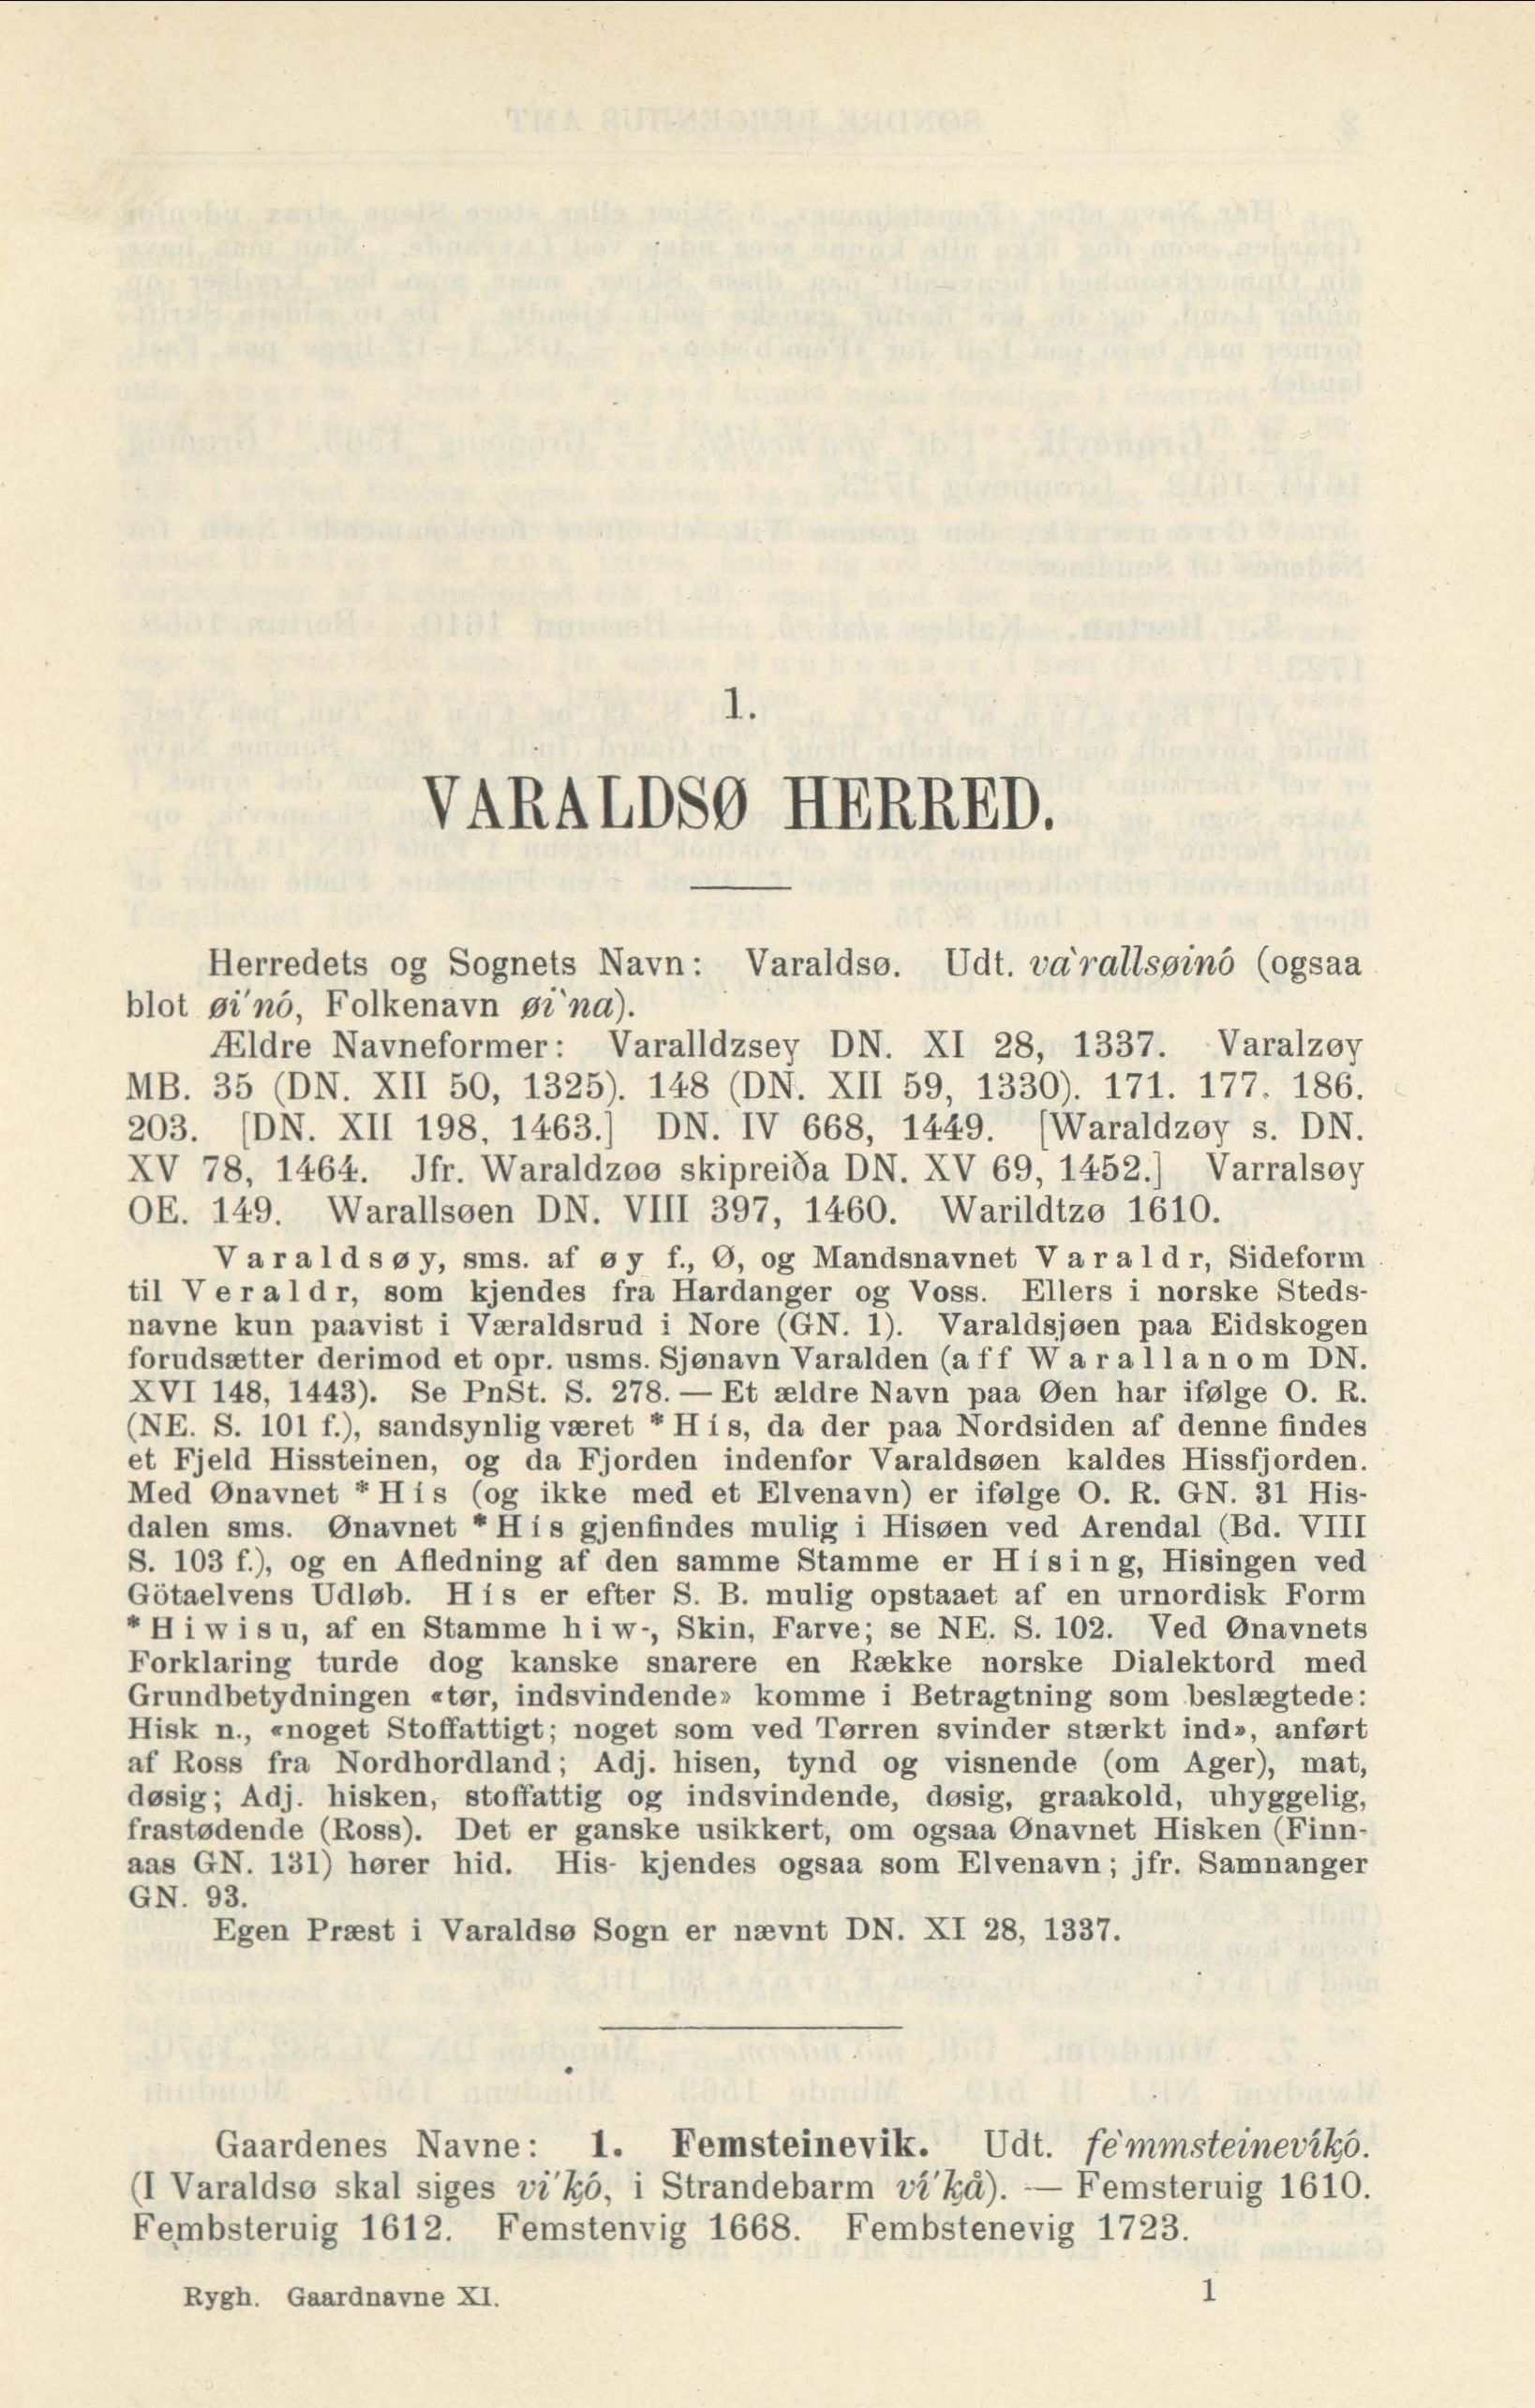 1.
VARALDSØ HERRED.
Herredets og Sognets Navn: Varaldsø. Udt. va`rallsøinó (ogsaa
blot øi'nó, Folkenavn øi`na).
Ældre Navneformer: Varalldzsey DN. XI 28, 1337. Varalzøy
MB. 35 (DN. XII 50, 1325). 148 (DN. XII 59, 1330). 171. 177. 186.
203. [DN. XII 198, 1463.] DN. IV 668, 1449. [Waraldzøy s. DN.
XV 78, 1464. Jfr. Waraldzøø skipreiða DN. XV 69, 1452.] Varralsøy
OE. 149. Warallsøen DN. VIII 397, 1460. Warildtzø 1610.
Varaldsøy, sms. af øy f., Ø, og Mandsnavnet Varaldr, Sideform
til Veraldr, som kjendes fra Hardanger og Voss. Ellers i norske Steds-
navne kun paavist i Væraldsrud i Nore (GN. 1). Varaldsjøen paa Eidskogen
forudsætter derimod et opr. usms. Sjønavn Varalden (aff Warallanom DN.
XVI 148, 1443). Se PnSt. S. 278. — Et ældre Navn paa Øen har ifølge O. R.
(NE. S. 101 f.), sandsynlig været *Hís, da der paa Nordsiden af denne findes
et Fjeld Hissteinen, og da Fjorden indenfor Varaldsøen kaldes Hissfjorden.
Med Ønavnet *Hís (og ikke med et Elvenavn) er ifølge O. R. GN. 31 His-
dalen sms. Ønavnet *Hís gjenfindes mulig i Hisøen ved Arendal (Bd. VIII
S. 103 f.), og en Afledning af den samme Stamme er Hísing, Hisingen ved
Götaelvens Udløb. Hís er efter S. B. mulig opstaaet af en urnordisk Form
*Hiwisu, af en Stamme hiw-, Skin, Farve; se NE. S. 102. Ved Ønavnets
Forklaring turde dog kanske snarere en Række norske Dialektord med
Grundbetydningen «tør, indsvindende» komme i Betragtning som beslægtede:
Hisk n., «noget Stoffattigt; noget som ved Tørren svinder stærkt ind», anført
af Ross fra Nordhordland; Adj. hisen, tynd og visnende (om Ager), mat,
døsig; Adj. hisken, stoffattig og indsvindende, døsig, graakold, uhyggelig,
frastødende (Ross). Det er ganske usikkert, om ogsaa Ønavnet Hisken (Finn-
aas GN. 131) hører hid. His- kjendes ogsaa som Elvenavn; jfr. Samnanger
GN. 93.
Egen Præst i Varaldsø Sogn er nævnt DN. XI 28, 1337.
Gaardenes Navne: 1. Femsteinevik. Udt. fè'mmsteinevìķó.
(I Varaldsø skal siges vi'ķó, i Strandebarm vi'ķå). — Femsteruig 1610.
Fembsteruig 1612. Femstenvig 1668. Fembstenevig 1723.
Rygh. Gaardnavne XI. 1